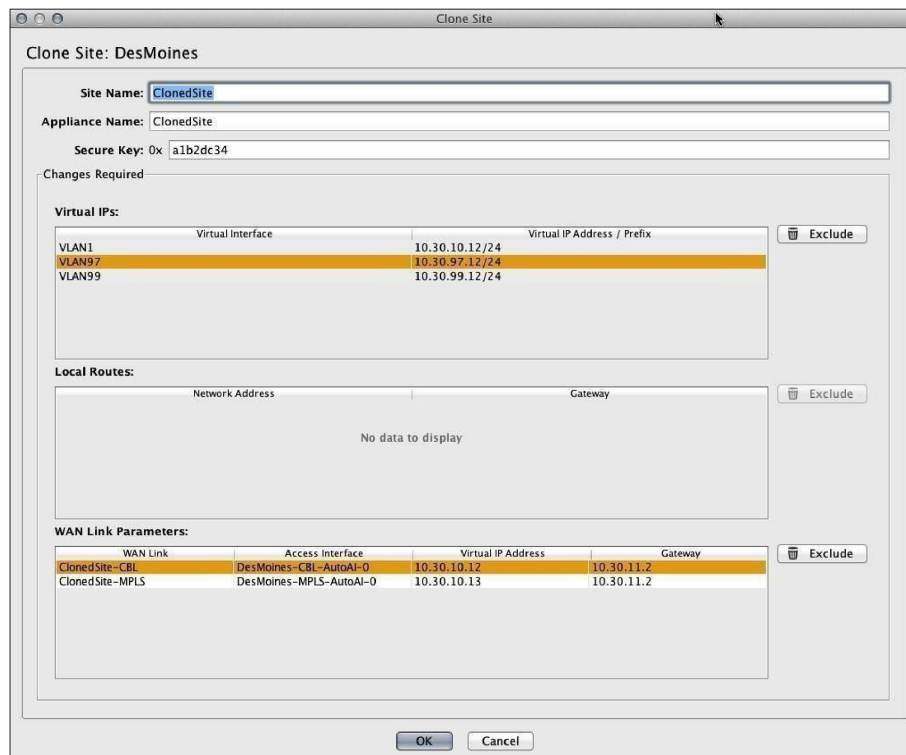 Clone Site
Clone Site: DesMoines
Site Name: ClonedSite
Appliance Name: ClonedSite
Secure Key: 0x a1b2dc34
Changes Required
Virtual IPs:
Virtual Interface Virtual IP Address / Prefix Exclude
VLAN1 10.30.10.12/24
VLAN97 10.30.97.12/24
VLAN99 10.30.99.12/24
Local Routes:
Network Address Gateway Exclude
No data to display
WAN Link Parameters:
WAN Link Access Interface Virtual IP Address Gateway Exclude
ClonedSite-CBL DesMoines-CBL-AutoAI-0 10.30.10.12 10.30.11.2
ClonedSite-MPLS DesMoines-MPLS-AutoAI-0 10.30.10.13 10.30.11.2
OK Cancel